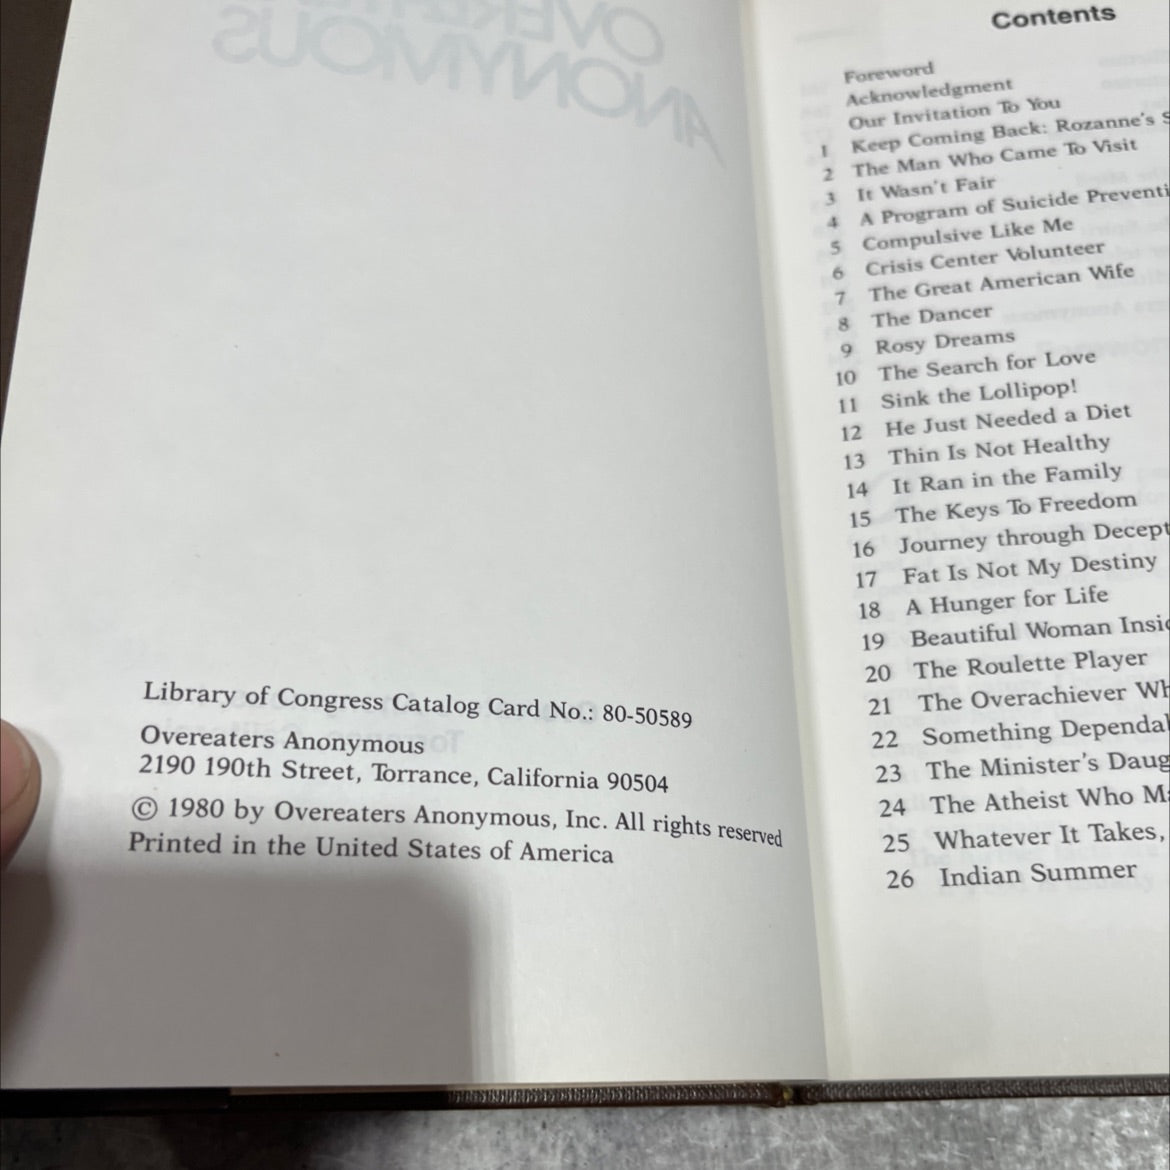 Library of Congress Catalog Card No.: 80-50589
Overeaters Anonymous
2190 190th Street, Torrance, California 90504
© 1980 by Overeaters Anonymous, Inc. All rights reserved
Printed in the United States of America
Contents
Foreword
Acknowledgment
Our Invitation To You
1 Keep Coming Back: Rozanne's S
2 The Man Who Came To Visit
3 It Wasn't Fair
4 A Program of Suicide Preventi
5 Compulsive Like Me
6 Crisis Center Volunteer
7 The Great American Wife
8 The Dancer
9 Rosy Dreams
10 The Search for Love
11 Sink the Lollipop!
12 He Just Needed a Diet
13 Thin Is Not Healthy
14 It Ran in the Family
15 The Keys To Freedom
16 Journey through Decept
17 Fat Is Not My Destiny
18 A Hunger for Life
19 Beautiful Woman Insid
20 The Roulette Player
21 The Overachiever Wh
22 Something Dependal
23 The Minister's Daug
24 The Atheist Who Ma
25 Whatever It Takes,
26 Indian Summer